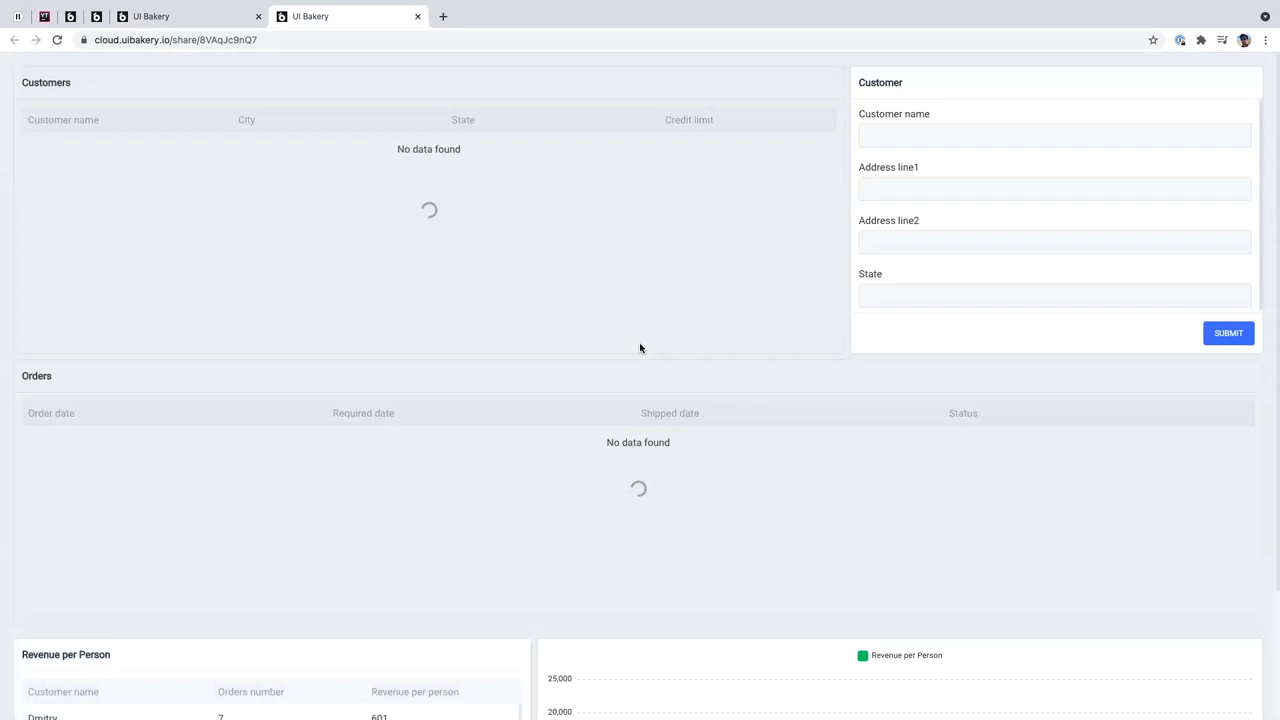 UI Bakery
UI Bakery
cloud.uibakery.io/share/8VAqJc9nQ7
Customers
Customer name City State Credit limit
No data found
Customer
Customer name
Address line1
Address line2
State
SUBMIT
Orders
Order date Required date Shipped date Status
No data found
Revenue per Person
Customer name Orders number Revenue per person
Dmitry 7 601
Revenue per Person
25,000
20,000